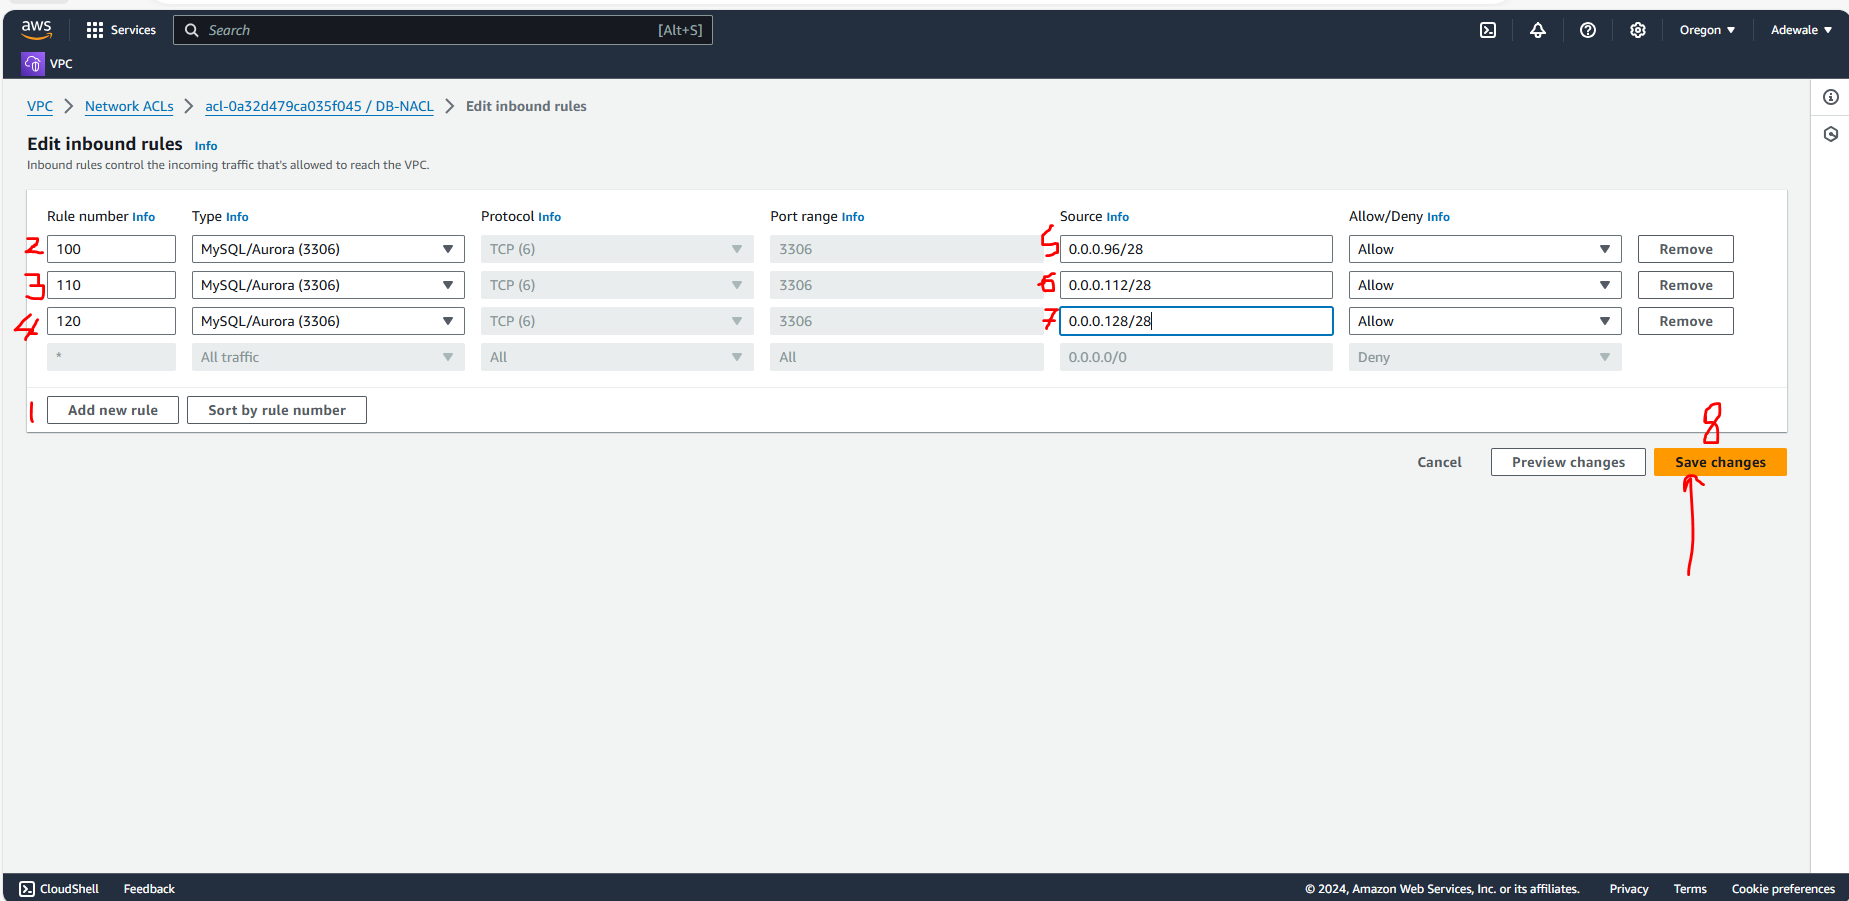 aws Services Search [Alt+S] Oregon Adewale
VPC
VPC Network ACLs acl-0a32d479ca035f045 / DB-NACL Edit inbound rules
Edit inbound rules Info
Inbound rules control the incoming traffic that's allowed to reach the VPC.
Rule number Info Type Info Protocol Info Port range Info Source Info Allow/Deny Info
2 100 MySQL/Aurora (3306) TCP (6) 3306 5 0.0.0.96/28 Allow Remove
3 110 MySQL/Aurora (3306) TCP (6) 3306 6 0.0.0.112/28 Allow Remove
4 120 MySQL/Aurora (3306) TCP (6) 3306 7 0.0.0.128/28 Allow Remove
* All traffic All All 0.0.0.0/0 Deny
1 Add new rule Sort by rule number
8
Cancel Preview changes Save changes
CloudShell Feedback © 2024, Amazon Web Services, Inc. or its affiliates. Privacy Terms Cookie preferences